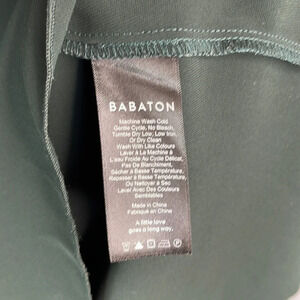 BABATON
Machine Wash Cold
Gentle Cycle, No Bleach,
Tumble Dry Low, Low Iron,
Or Dry Clean
Wash With Like Colours
Laver à La Machine à
L'eau Froide Au Cycle Délicat,
Pas De Blanchiment,
Sécher à Basse Température,
Repasser à Basse Température,
Ou Nettoyer à Sec
Laver Avec Des Couleurs
Semblables
Made in China
Fabriqué en China
A little love
goes a long way.